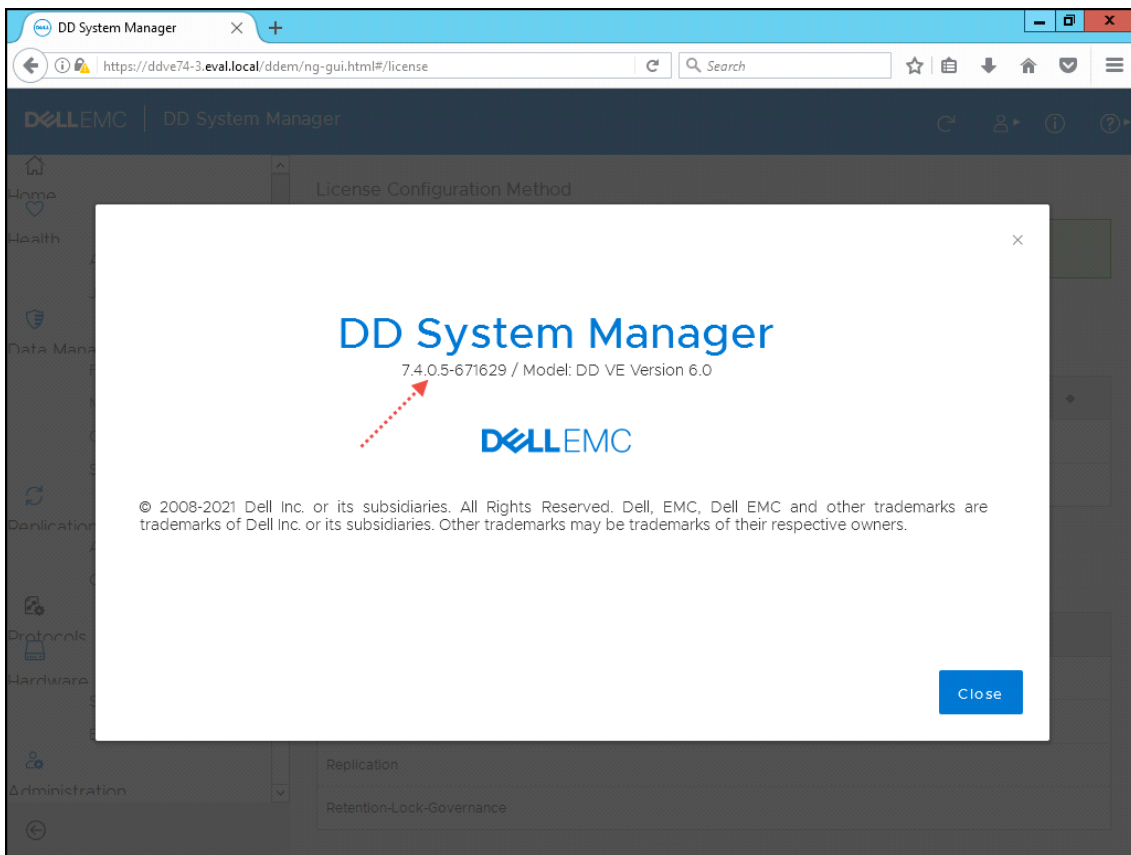 DD System Manager
https://ddve74-3.eval.local/ddem/ng-gui.html#/license
Search
DELLEMC
DD System Manager
Home
License Configuration Method
Health
DD System Manager
7.4.0.5-671629 / Model: DD VE Version 6.0
DELLEMC
© 2008-2021 Dell Inc. or its subsidiaries. All Rights Reserved. Dell, EMC, Dell EMC and other trademarks are
trademarks of Dell Inc. or its subsidiaries. Other trademarks may be trademarks of their respective owners.
Data Mana
Replication
Protocols
Hardware
Close
Administration
Replication
Retention-Lock-Governance